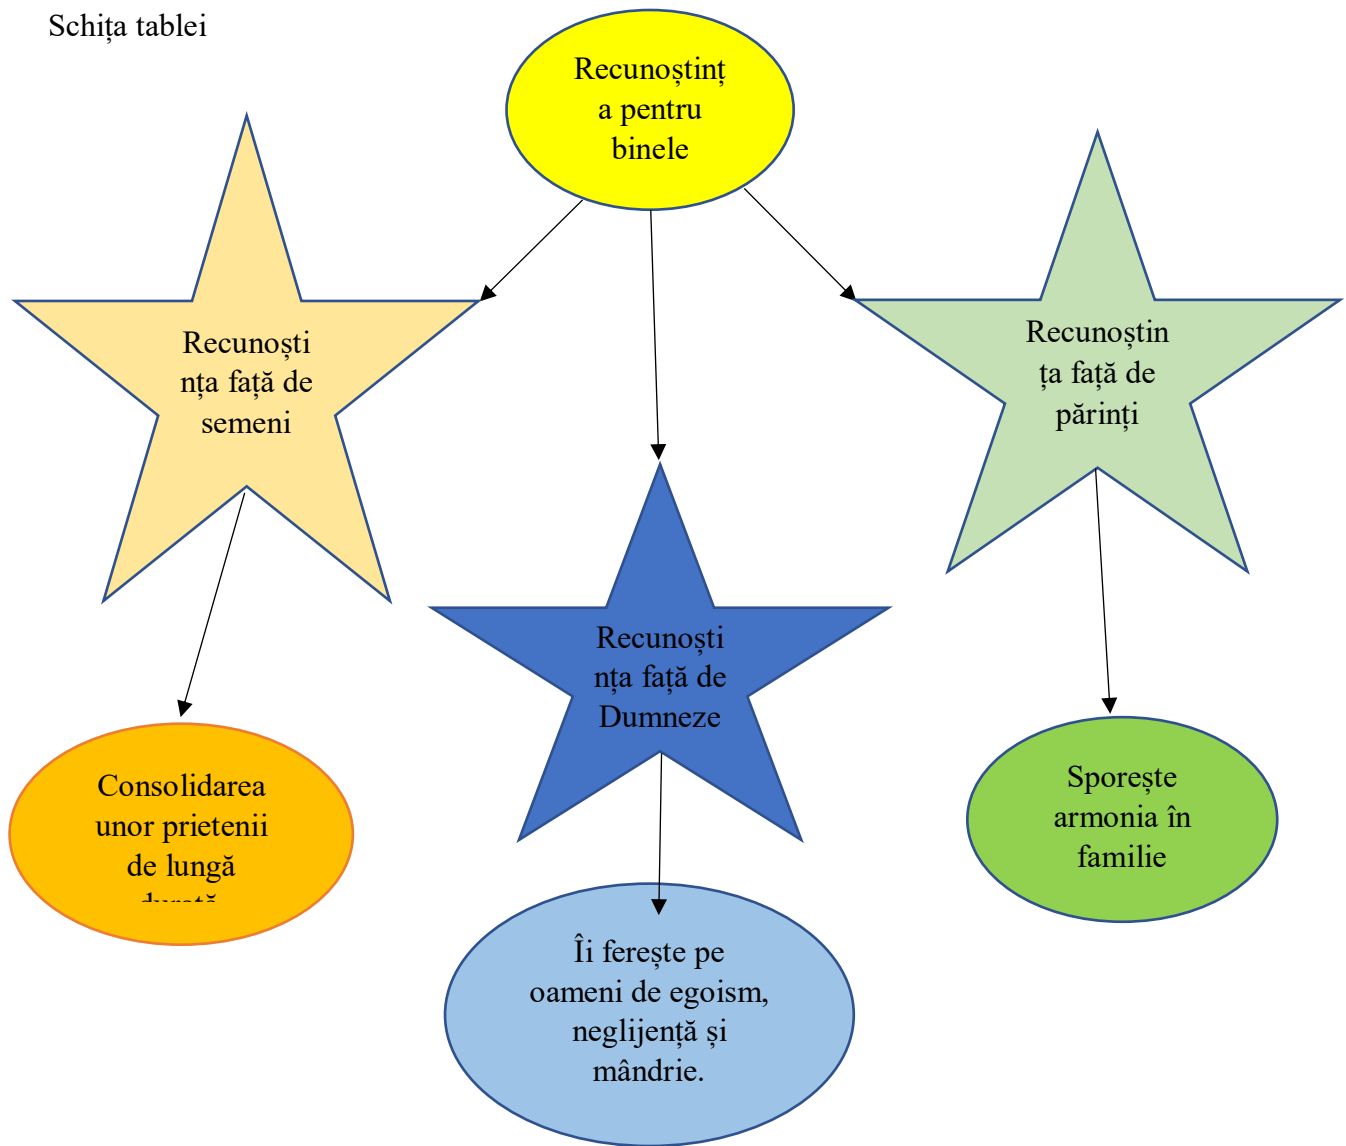 Schița tablei
Recunoștinț
a pentru
binele
Recunoști
nța față de
semeni
Recunoștin
ța față de
părinți
Recunoști
nța față de
Dumneze
Consolidarea
unor prietenii
de lungă
durată
Sporește
armonia în
familie
Îi ferește pe
oameni de egoism,
neglijență și
mândrie.